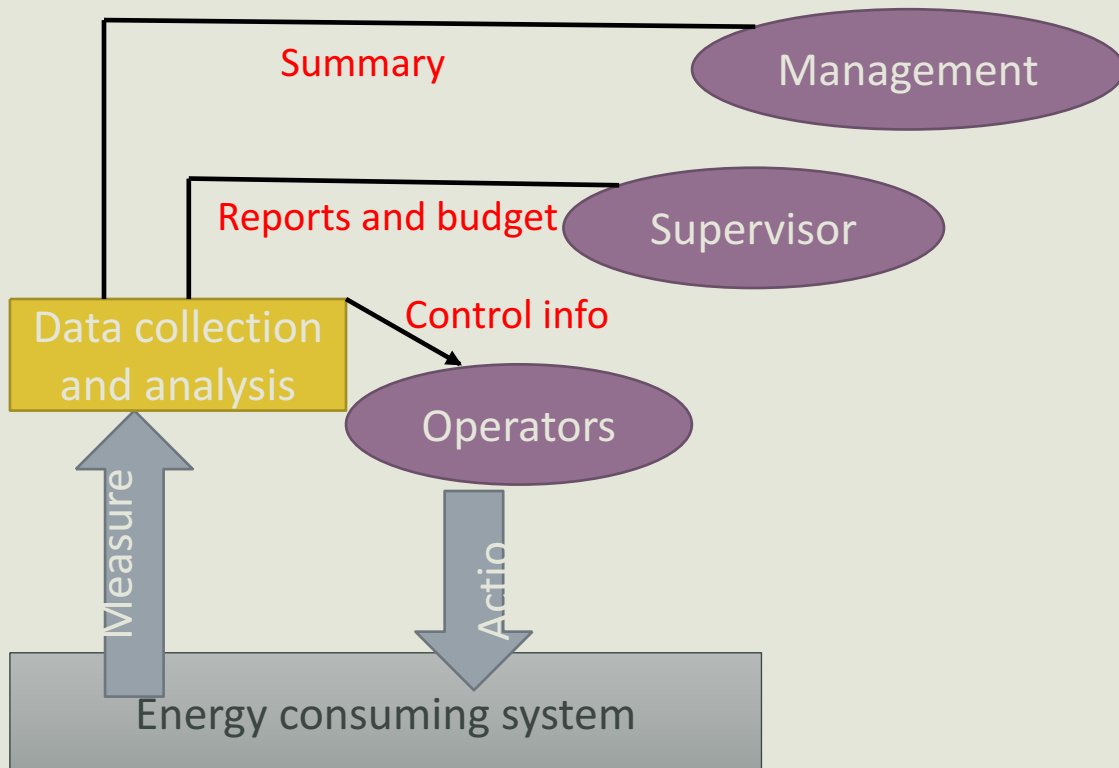 Summary
Management
Reports and budget
Supervisor
Data collection
and analysis
Control info
Operators
Measure
Actio
Energy consuming system